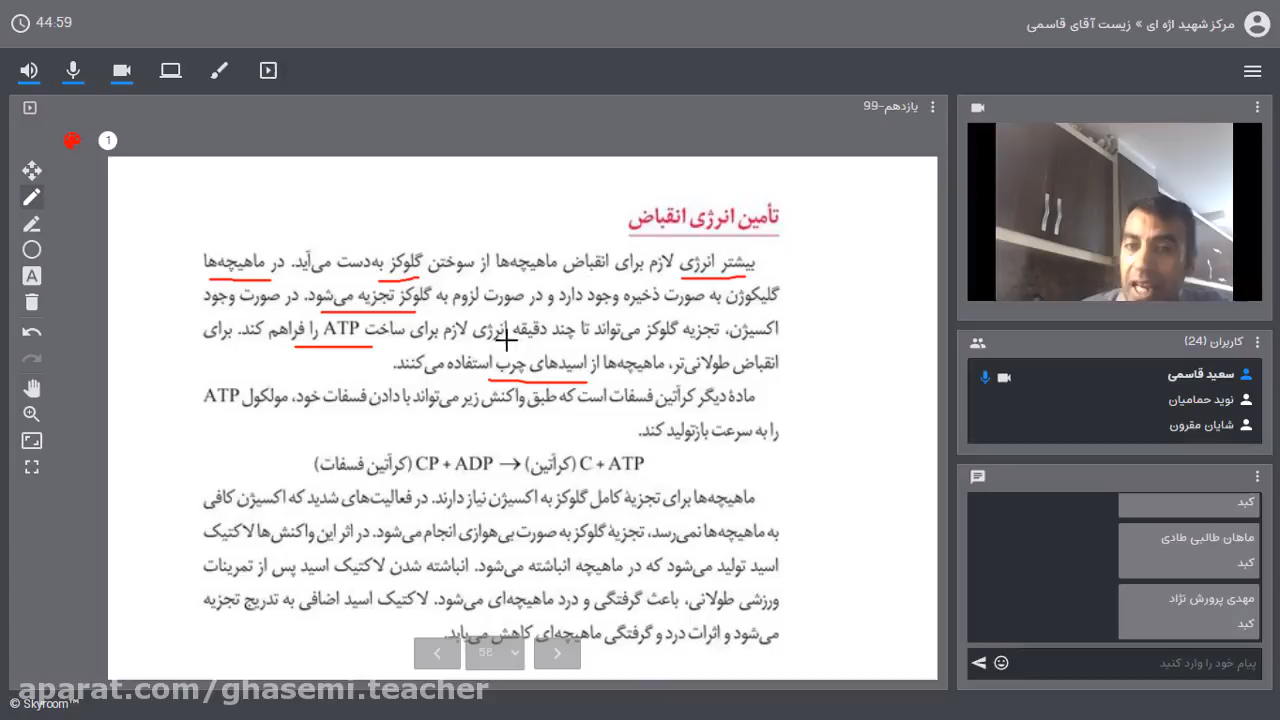 44:59
مرکز شهید اژه ای » زیست آقای قاسمی
یازدهم-99
1
تأمین انرژی انقباض
بیشتر انرژی لازم برای انقباض ماهیچه‌ها از سوختن گلوکز به‌دست می‌آید. در ماهیچه‌ها
گلیکوژن به صورت ذخیره وجود دارد و در صورت لزوم به گلوکز تجزیه می‌شود. در صورت وجود
اکسیژن، تجزیه گلوکز می‌تواند تا چند دقیقه انرژی لازم برای ساخت ATP را فراهم کند. برای
انقباض طولانی‌تر، ماهیچه‌ها از اسیدهای چرب استفاده می‌کنند.
مادهٔ دیگر کرآتین فسفات است که طبق واکنش زیر می‌تواند با دادن فسفات خود، مولکول ATP
را به سرعت بازتولید کند.
(کرآتین فسفات) CP + ADP → (کرآتین) C + ATP
ماهیچه‌ها برای تجزیهٔ کامل گلوکز به اکسیژن نیاز دارند. در فعالیت‌های شدید که اکسیژن کافی
به ماهیچه‌ها نمی‌رسد، تجزیهٔ گلوکز به صورت بی‌هوازی انجام می‌شود. در اثر این واکنش‌ها لاکتیک
اسید تولید می‌شود که در ماهیچه انباشته می‌شود. انباشته شدن لاکتیک اسید پس از تمرینات
ورزشی طولانی، باعث گرفتگی و درد ماهیچه‌ای می‌شود. لاکتیک اسید اضافی به تدریج تجزیه
می‌شود و اثرات درد و گرفتگی ماهیچه‌ای کاهش می‌یابد.
58
کاربران (24)
سعید قاسمی
نوید حمامیان
شایان مقرون
کبد
ماهان طالبی طادی
کبد
مهدی پرورش نژاد
کبد
پیام خود را وارد کنید
aparat.com/ghasemi.teacher
© Skyroom™